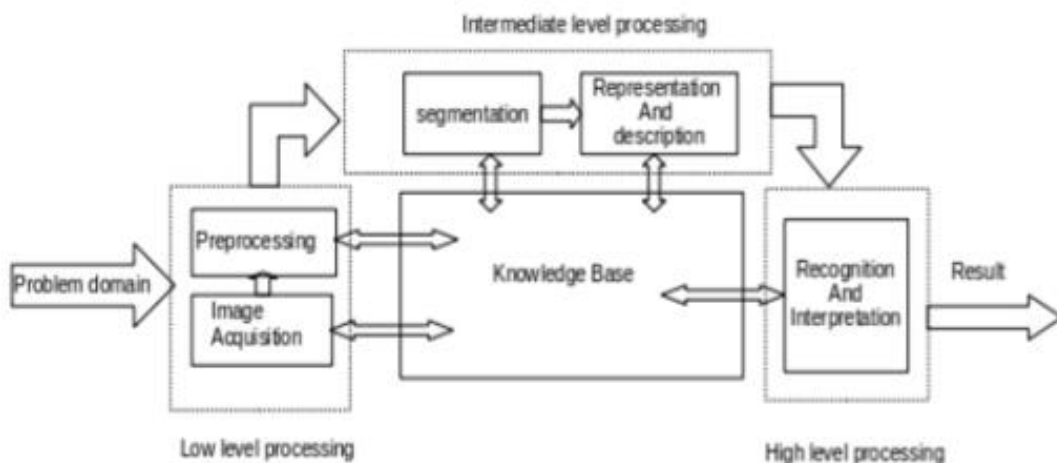 Intermediate level processing
segmentation
Representation
And
description
Preprocessing
Problem domain
Image
Acquisition
Knowledge Base
Recognition
And
Interpretation
Result
Low level processing
High level processing